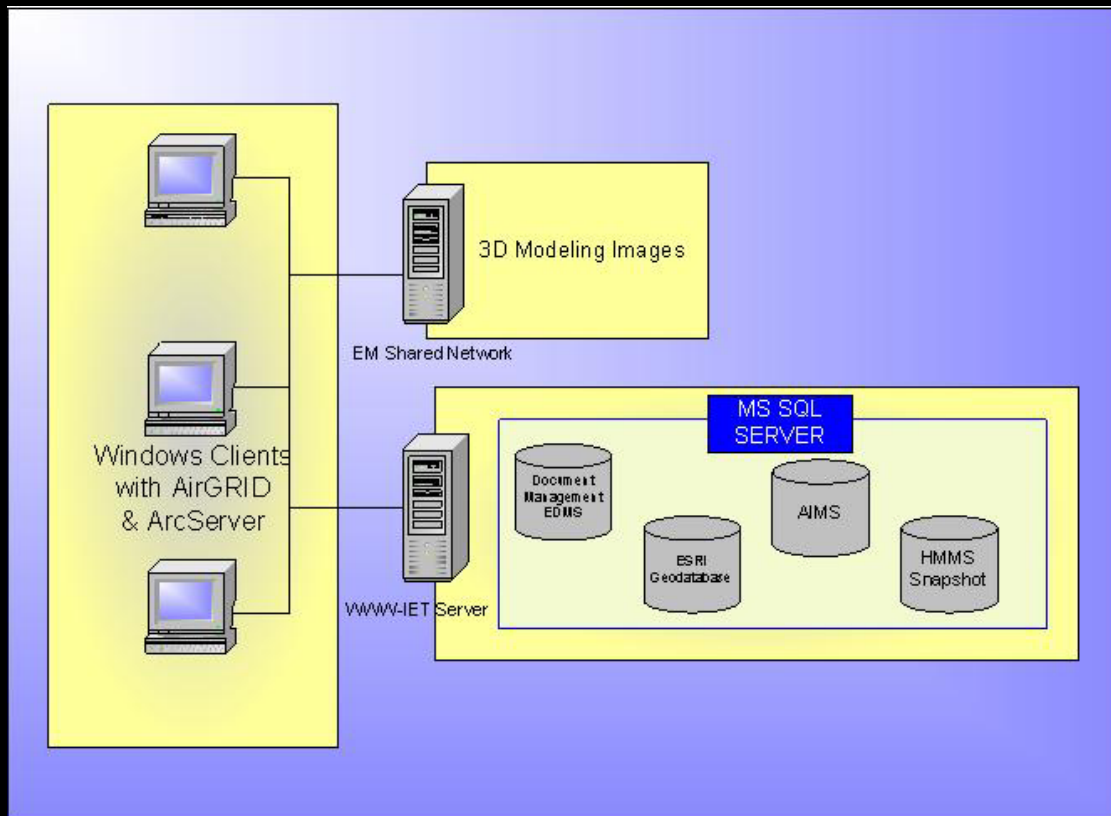 3D Modeling Images
EM Shared Network
MS SQL
SERVER
Windows Clients
with AirGRID
& ArcServer
Document
Management
EDMS
AIMS
ESRI
Geodatabase
HMMS
Snapshot
WWW-IET Server